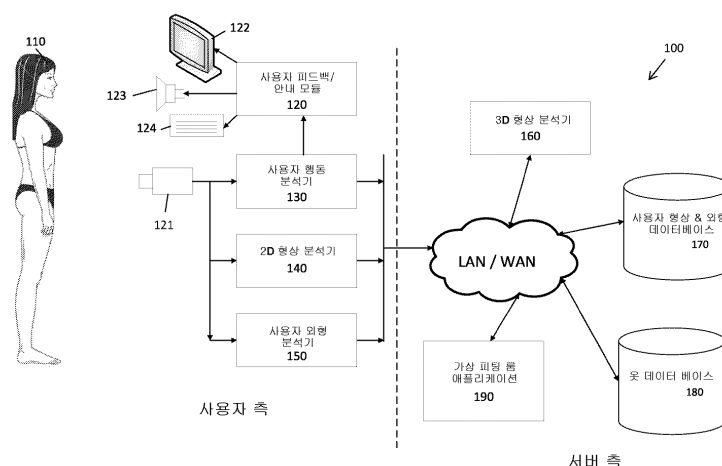 110
122
123
124
121
사용자 피드백/
안내 모듈
120
사용자 행동
분석기
130
2D 형상 분석기
140
사용자 외형
분석기
150
사용자 측
100
3D 형상 분석기
160
LAN / WAN
사용자 형상 & 외형
데이터베이스
170
가상 피팅 룸
애플리케이션
190
옷 데이터 베이스
180
서버 측